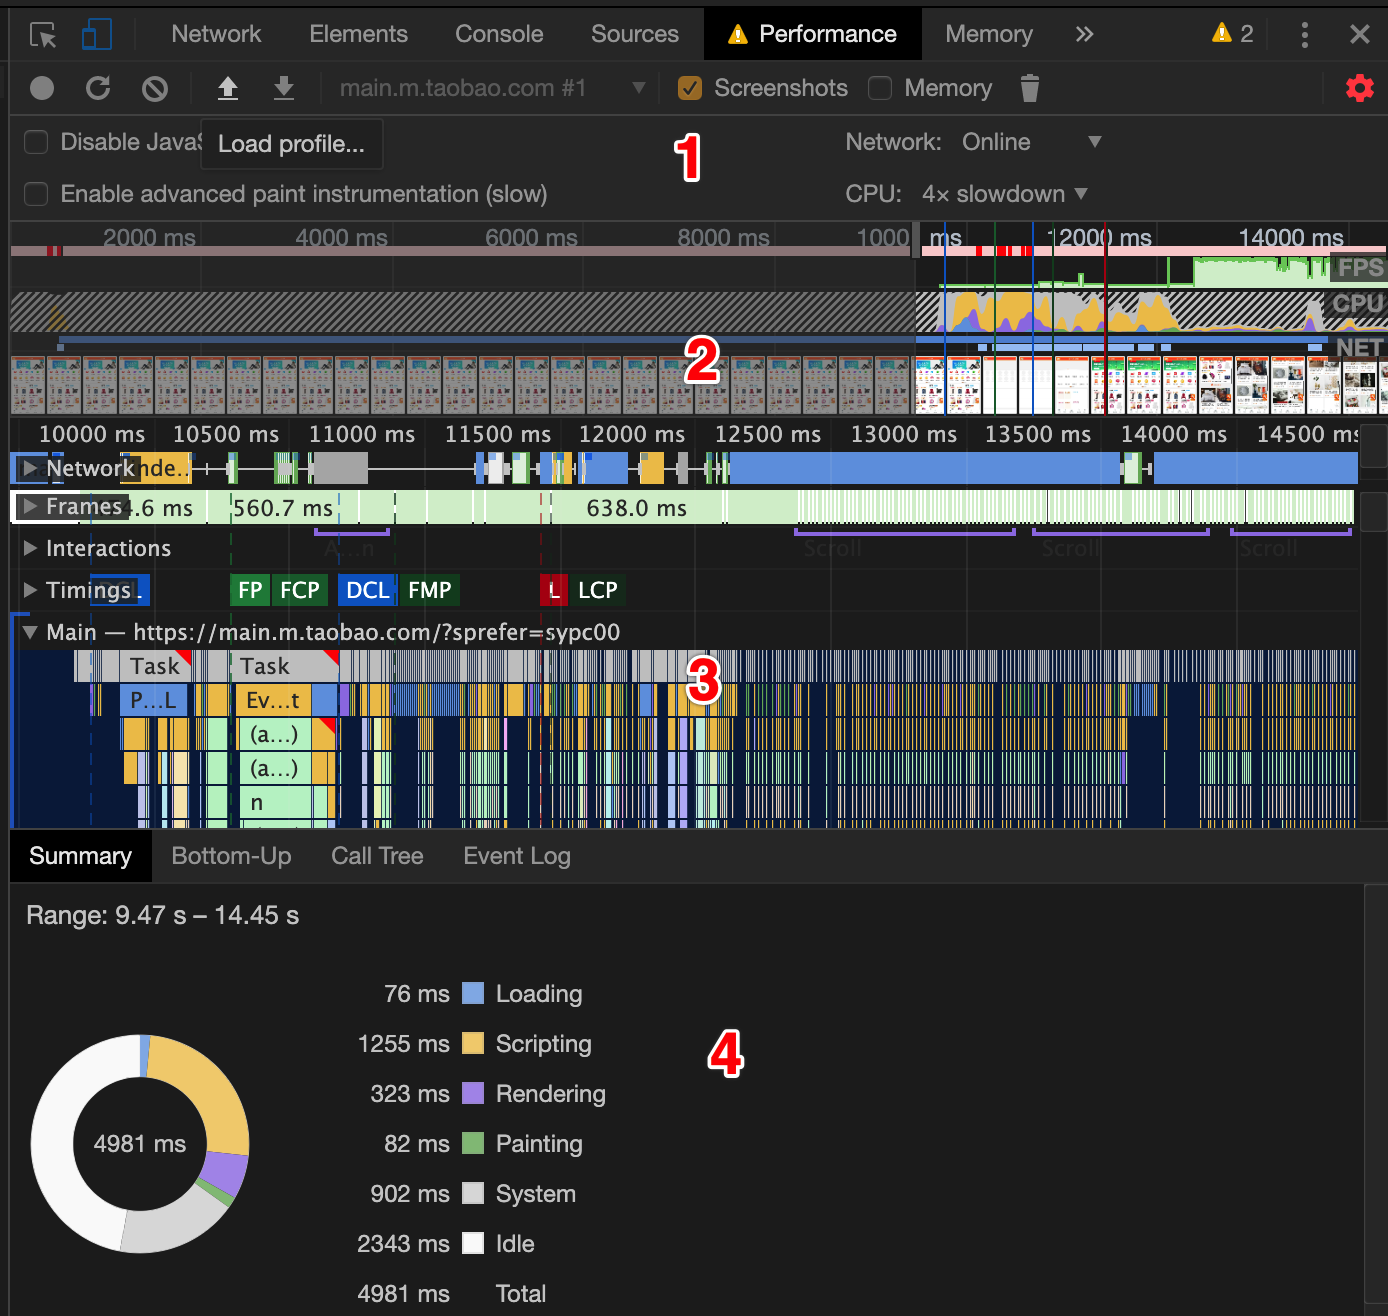 Network Elements Console Sources Performance Memory 2
main.m.taobao.com #1 Screenshots Memory
Disable JavaS Load profile... 1 Network: Online
Enable advanced paint instrumentation (slow) CPU: 4× slowdown
2000 ms 4000 ms 6000 ms 8000 ms 1000 ms 12000 ms 14000 ms
FPS
CPU
NET
2
10000 ms 10500 ms 11000 ms 11500 ms 12000 ms 12500 ms 13000 ms 13500 ms 14000 ms 14500 ms
Network nde...
Frames 4.6 ms 560.7 ms 638.0 ms
Interactions A...n Scroll Scroll Scroll
Timings DCL FP FCP DCL FMP L LCP
Main — https://main.m.taobao.com/?sprefer=sypc00
Task Task 3
P...L Ev...t
(a...)
(a...)
n
Summary Bottom-Up Call Tree Event Log
Range: 9.47 s – 14.45 s
76 ms Loading
1255 ms Scripting 4
323 ms Rendering
4981 ms 82 ms Painting
902 ms System
2343 ms Idle
4981 ms Total